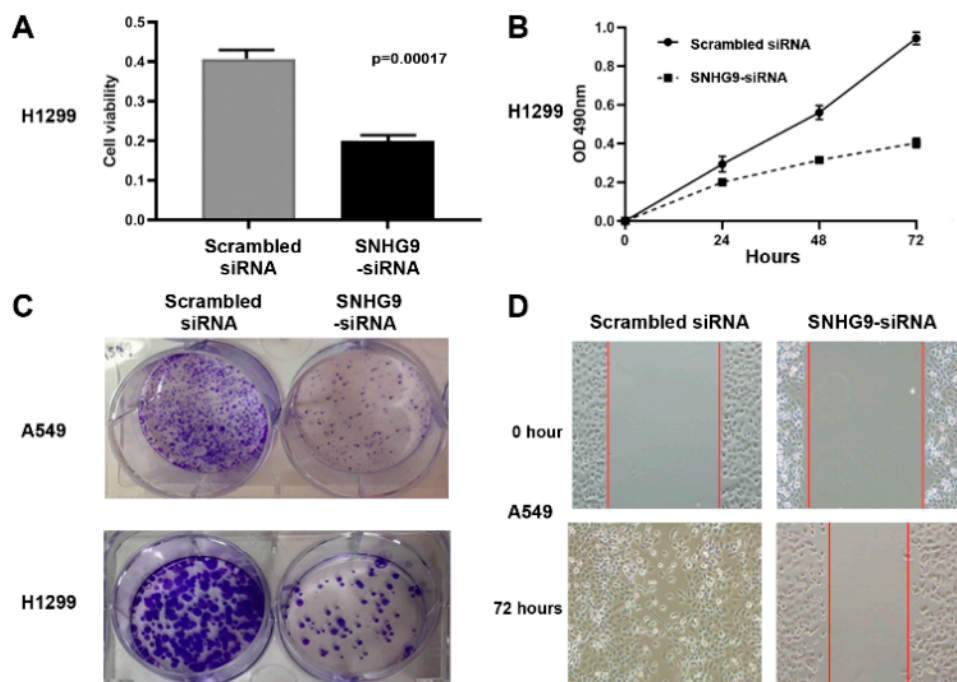 A
H1299
Cell viability
0.5
0.4
0.3
0.2
0.1
0.0
p=0.00017
Scrambled
siRNA
SNHG9
-siRNA
B
H1299
OD 490nm
1.0
0.8
0.6
0.4
0.2
0.0
Scrambled siRNA
SNHG9-siRNA
0
24
48
72
Hours
C
Scrambled
siRNA
SNHG9
-siRNA
A549
H1299
D
Scrambled siRNA
SNHG9-siRNA
0 hour
A549
72 hours